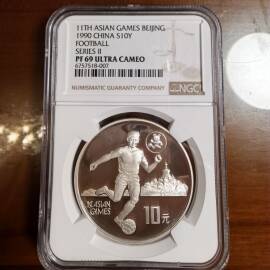 11TH ASIAN GAMES BEIJING
1990 CHINA S10Y
FOOTBALL
SERIES II
PF 69 ULTRA CAMEO
6757518-007
NGC
NUMISMATIC GUARANTY COMPANY
ASIAN
GAMES
10元